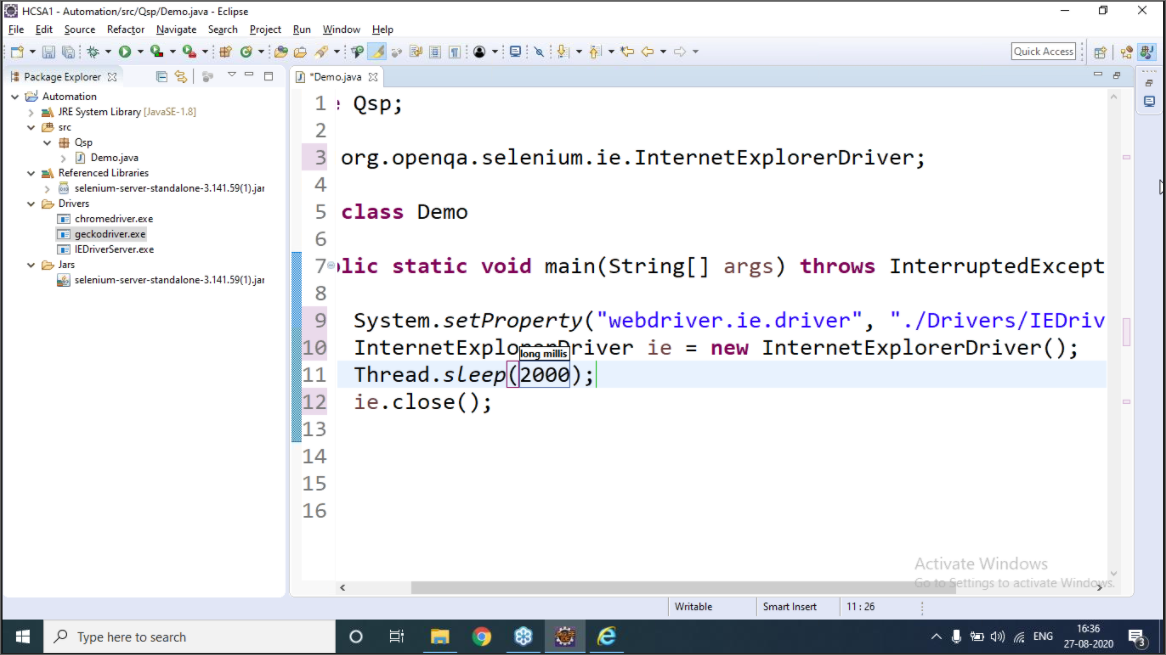 HCSA1 - Automation/src/Qsp/Demo.java - Eclipse
File Edit Source Refactor Navigate Search Project Run Window Help
Quick Access
Package Explorer
*Demo.java
Automation
JRE System Library [JavaSE-1.8]
src
Qsp
Demo.java
Referenced Libraries
selenium-server-standalone-3.141.59(1).jar
Drivers
chromedriver.exe
geckodriver.exe
IEDriverServer.exe
Jars
selenium-server-standalone-3.141.59(1).jar
1 e Qsp;
2
3 org.openqa.selenium.ie.InternetExplorerDriver;
4
5 class Demo
6
7 blic static void main(String[] args) throws InterruptedExcept
8
9 System.setProperty("webdriver.ie.driver", "./Drivers/IEDriv
10 InternetExplorerDriver ie = new InternetExplorerDriver();
long millis
11 Thread.sleep(2000);
12 ie.close();
13
14
15
16
Activate Windows
Go to Settings to activate Windows.
Writable Smart Insert 11 : 26
Type here to search
ENG
16:36
27-08-2020
3